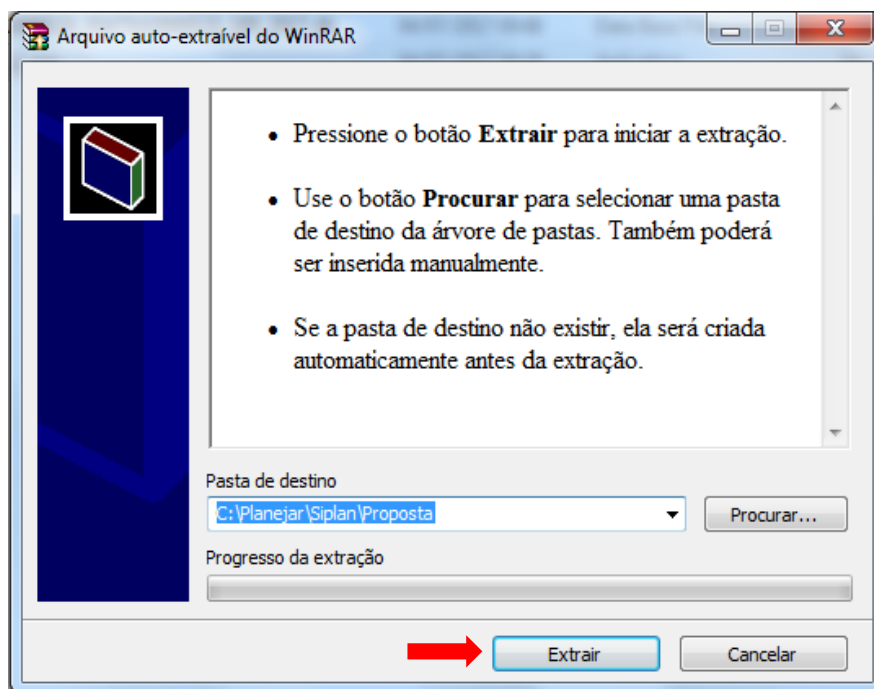 Arquivo auto-extraível do WinRAR
• Pressione o botão Extrair para iniciar a extração.
• Use o botão Procurar para selecionar uma pasta
de destino da árvore de pastas. Também poderá
ser inserida manualmente.
• Se a pasta de destino não existir, ela será criada
automaticamente antes da extração.
Pasta de destino
C:\Planejar\Siplan\Proposta
Procurar...
Progresso da extração
Extrair
Cancelar